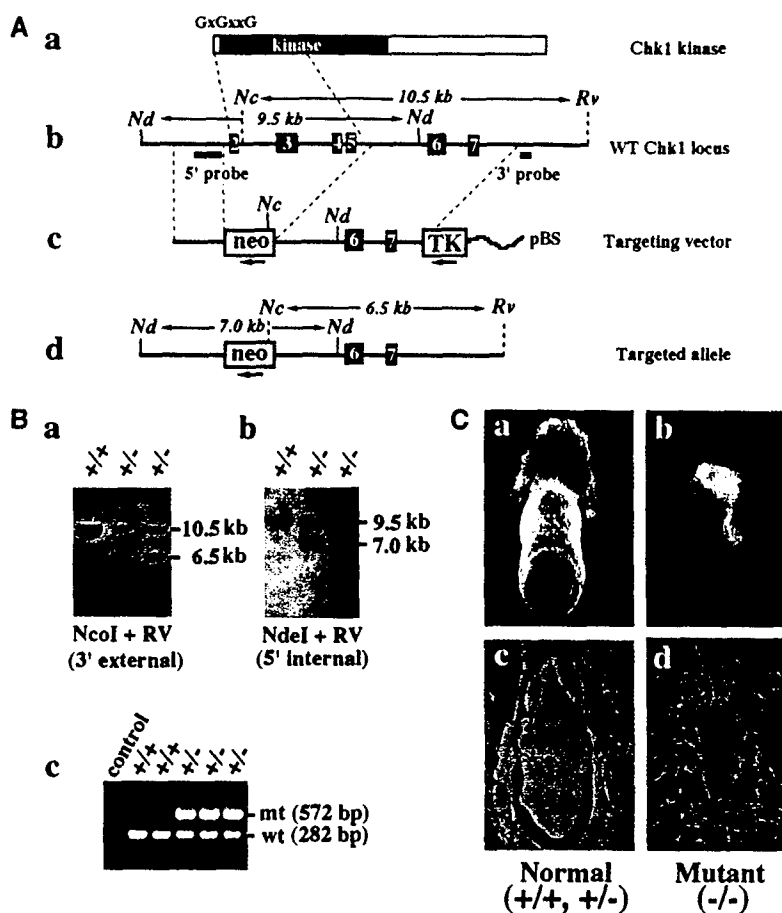 A
a
GxGxxG
kinase
Chk1 kinase
b
Nd
Nc
10.5 kb
Rv
9.5 kb
Nd
3
4
5
6
7
5' probe
3' probe
WT Chk1 locus
c
Nc
neo
Nd
6
7
TK
pBS
Targeting vector
d
Nd
7.0 kb
Nc
6.5 kb
Nd
Rv
neo
6
7
Targeted allele
B
a
+/+ +/- +/-
10.5 kb
6.5 kb
NcoI + RV
(3' external)
b
+/+ +/- +/-
9.5 kb
7.0 kb
NdeI + RV
(5' internal)
c
control +/+ +/+ +/- +/- +/-
mt (572 bp)
wt (282 bp)
C
a
b
c
d
Normal
(+/+, +/-)
Mutant
(-/-)